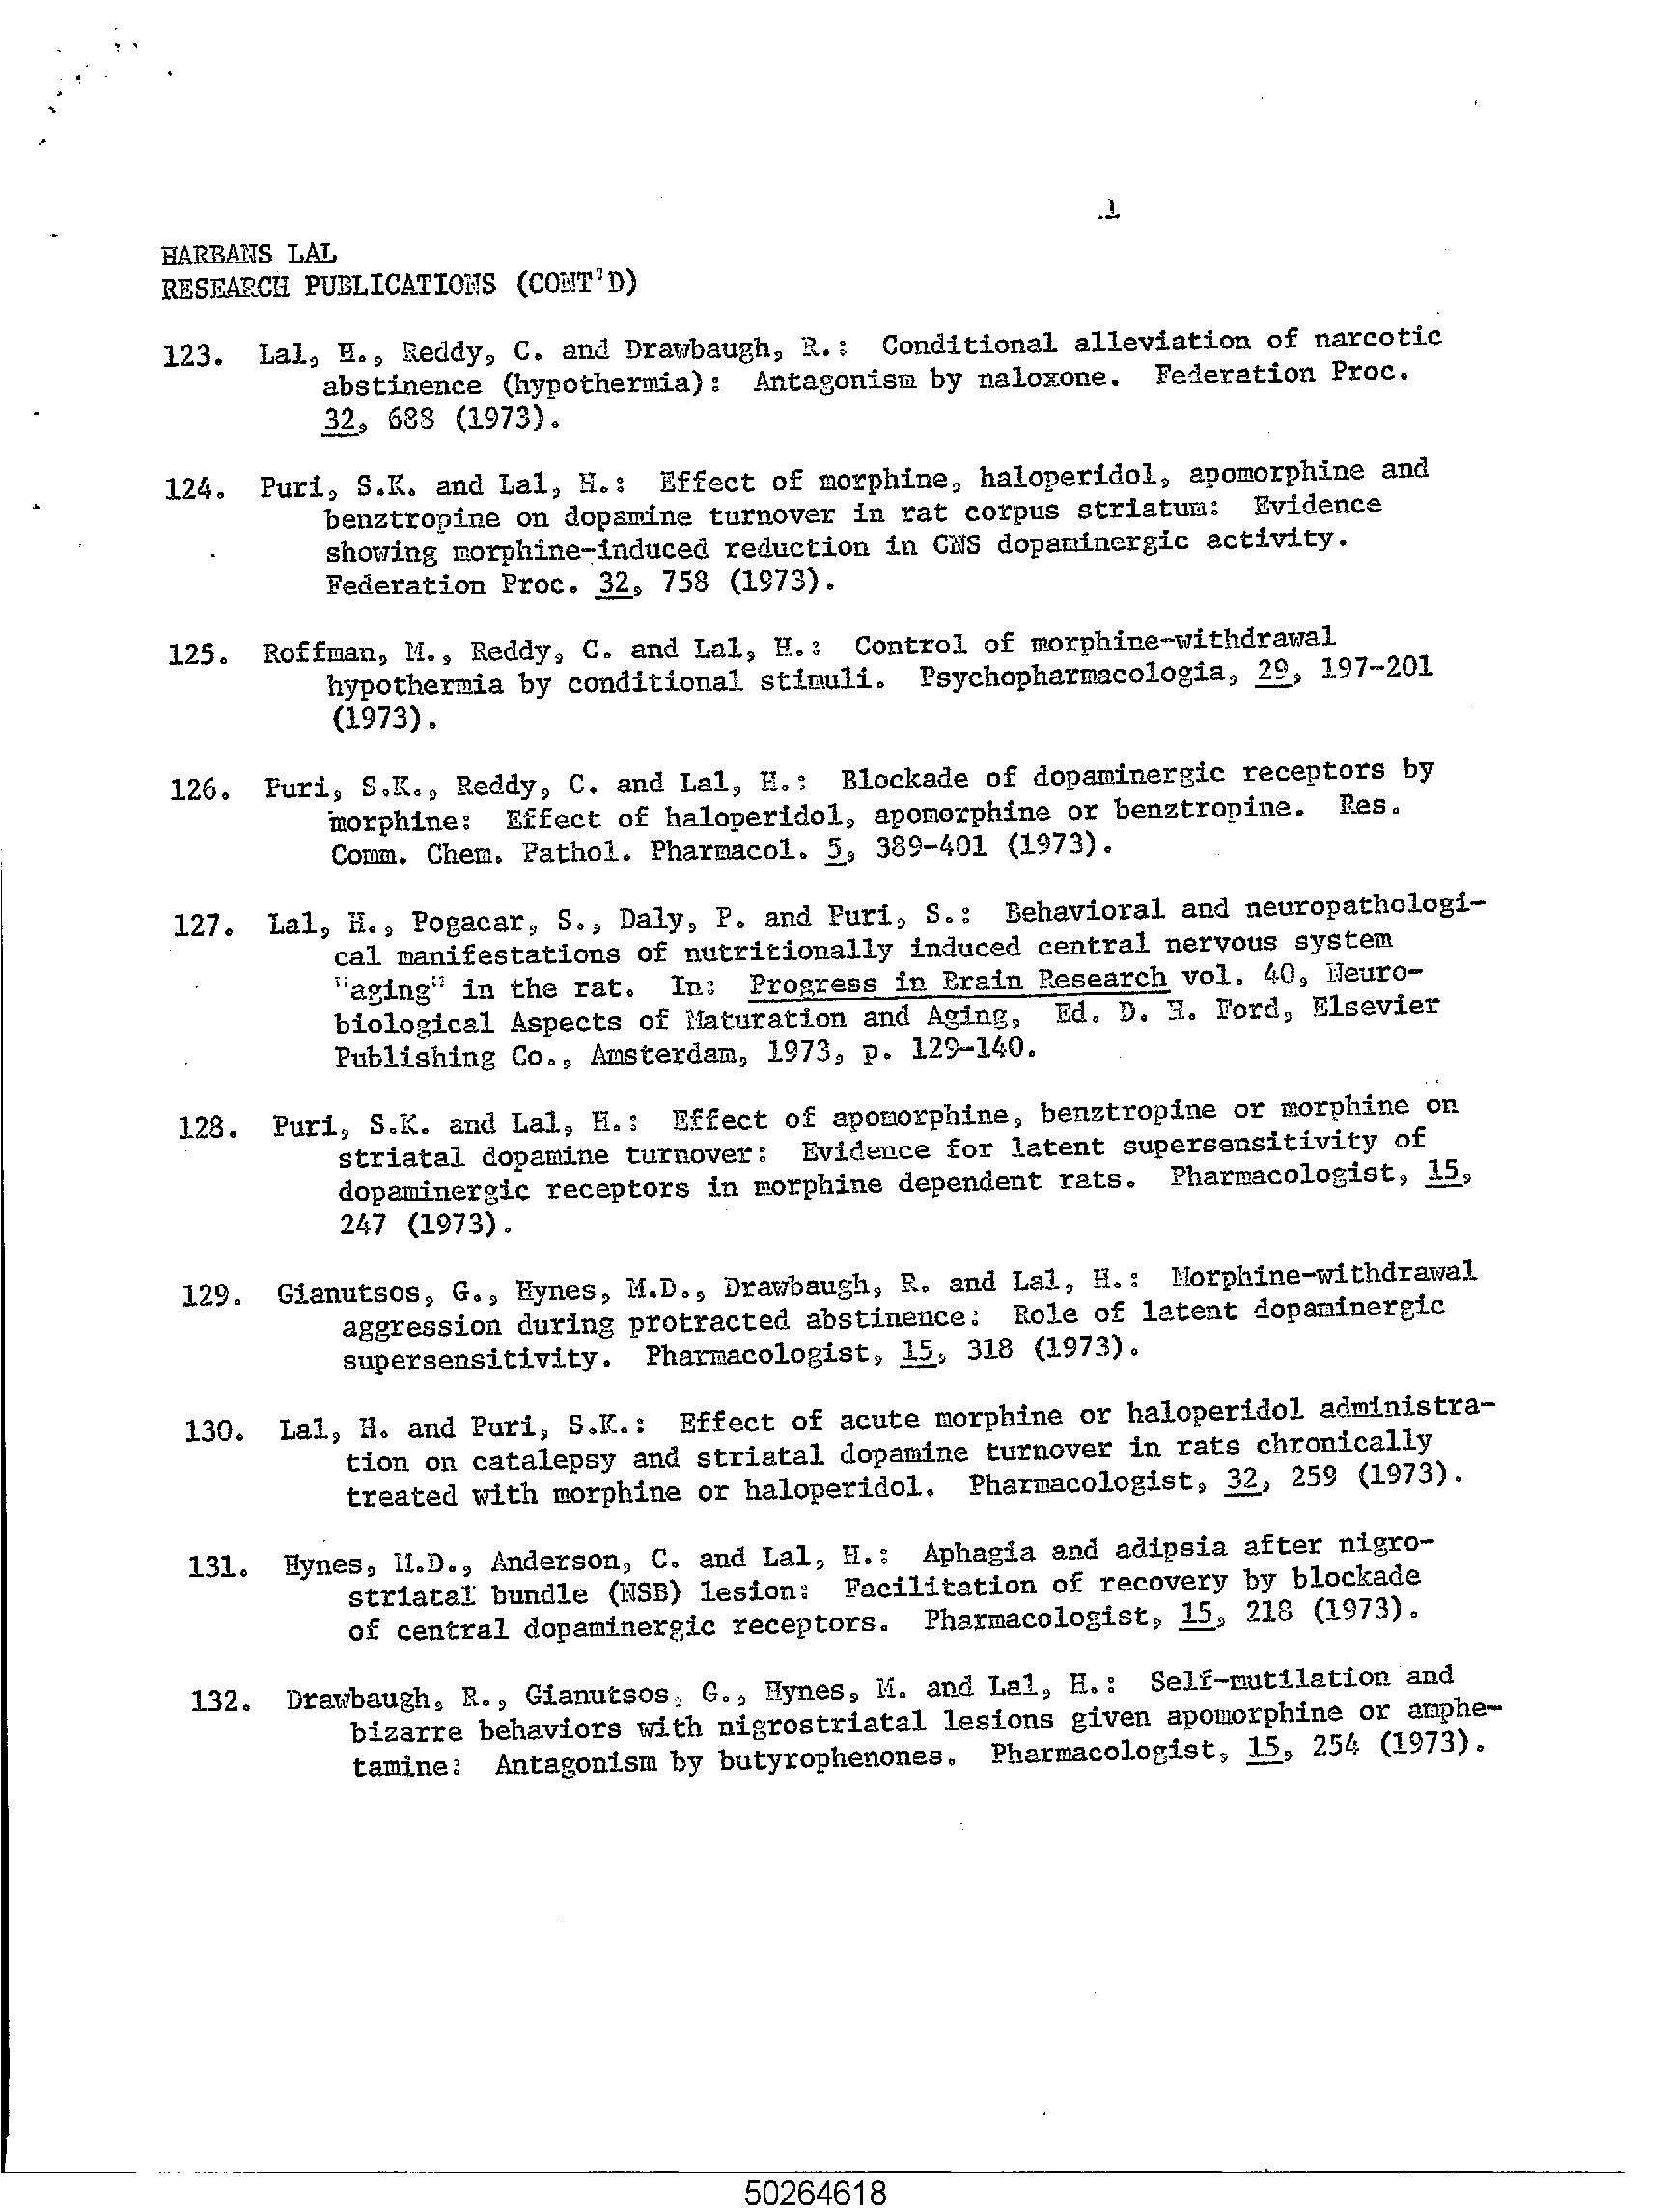 HARBANS LAL
RESEARCH PUBLICATIONS (CONT'D)
123. Lal, H., Reddy, C. and Drawbaugh, R.: Conditional alleviation of narcotic
abstinence (hypothermia): Antagonism by naloxone. Federation Proc.
32, 688 (1973).
124. Puri, S.K. and Lal, H.: Effect of morphine, haloperidol, apomorphine and
benztropine on dopamine turnover in rat corpus striatum: Evidence
showing morphine-induced reduction in CNS dopaminergic activity.
Federation Proc. 32, 758 (1973).
125. Roffman, M., Reddy, C. and Lal, H.: Control of morphine-withdrawal
hypothermia by conditional stimuli. Psychopharmacologia, 29, 197-201
(1973).
126. Puri, S.K., Reddy, C. and Lal, H.: Blockade of dopaminergic receptors by
morphine: Effect of haloperidol, apomorphine or benztropine. Res.
Comm. Chem. Pathol. Pharmacol. 5, 389-401 (1973).
127. Lal, H., Pogacar, S., Daly, P. and Puri, S.: Behavioral and neuropathologi-
cal manifestations of nutritionally induced central nervous system
"aging" in the rat. In: Progress in Brain Research vol. 40, Neuro-
biological Aspects of Maturation and Aging, Ed. D. H. Ford, Elsevier
Publishing Co., Amsterdam, 1973, p. 129-140.
128. Puri, S.K. and Lal, H.: Effect of apomorphine, benztropine or morphine on
striatal dopamine turnover: Evidence for latent supersensitivity of
dopaminergic receptors in morphine dependent rats. Pharmacologist, 15,
247 (1973).
129. Gianutsos, G., Hynes, M.D., Drawbaugh, R. and Lal, H.: Morphine-withdrawal
aggression during protracted abstinence: Role of latent dopaminergic
supersensitivity. Pharmacologist, 15, 318 (1973).
130. Lal, H. and Puri, S.K.: Effect of acute morphine or haloperidol administra-
tion on catalepsy and striatal dopamine turnover in rats chronically
treated with morphine or haloperidol. Pharmacologist, 32, 259 (1973).
131. Hynes, M.D., Anderson, C. and Lal, H.: Aphagia and adipsia after nigro-
striatal bundle (NSB) lesion: Facilitation of recovery by blockade
of central dopaminergic receptors. Pharmacologist, 15, 218 (1973).
132. Drawbaugh, R., Gianutsos, G., Hynes, M. and Lal, H.: Self-mutilation and
bizarre behaviors with nigrostriatal lesions given apomorphine or amphe-
tamine: Antagonism by butyrophenones. Pharmacologist, 15, 254 (1973).
50264618